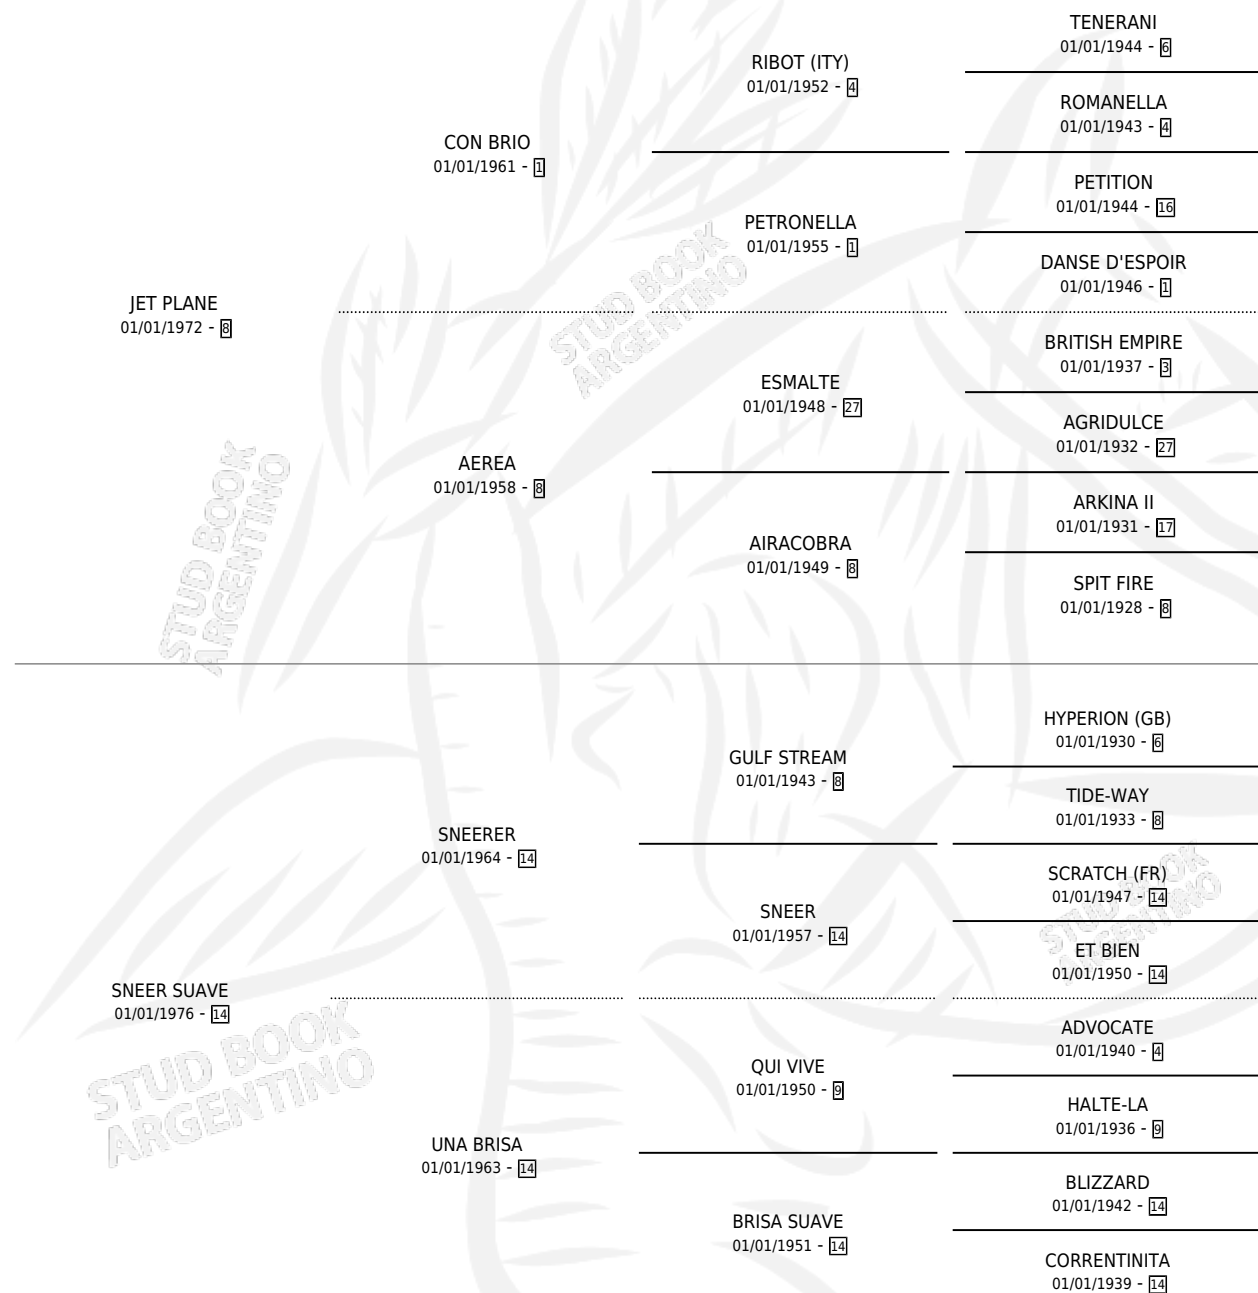 TENERANI
01/01/1944 - 6
RIBOT (ITY)
01/01/1952 - 4
ROMANELLA
01/01/1943 - 4
CON BRIO
01/01/1961 - 1
PETITION
01/01/1944 - 16
PETRONELLA
01/01/1955 - 1
DANSE D'ESPOIR
01/01/1946 - 1
JET PLANE
01/01/1972 - 8
BRITISH EMPIRE
01/01/1937 - 3
ESMALTE
01/01/1948 - 27
AGRIDULCE
01/01/1932 - 27
AEREA
01/01/1958 - 8
ARKINA II
01/01/1931 - 17
AIRACOBRA
01/01/1949 - 8
SPIT FIRE
01/01/1928 - 8
HYPERION (GB)
01/01/1930 - 6
GULF STREAM
01/01/1943 - 8
TIDE-WAY
01/01/1933 - 8
SNEERER
01/01/1964 - 14
SCRATCH (FR)
01/01/1947 - 14
SNEER
01/01/1957 - 14
ET BIEN
01/01/1950 - 14
SNEER SUAVE
01/01/1976 - 14
ADVOCATE
01/01/1940 - 4
QUI VIVE
01/01/1950 - 9
HALTE-LA
01/01/1936 - 9
UNA BRISA
01/01/1963 - 14
BLIZZARD
01/01/1942 - 14
BRISA SUAVE
01/01/1951 - 14
CORRENTINITA
01/01/1939 - 14
STUD BOOK
ARGENTINO
STUD BOOK
ARGENTINO
STUD BOOK
ARGENTINO
STUD BOOK
ARGENTINO